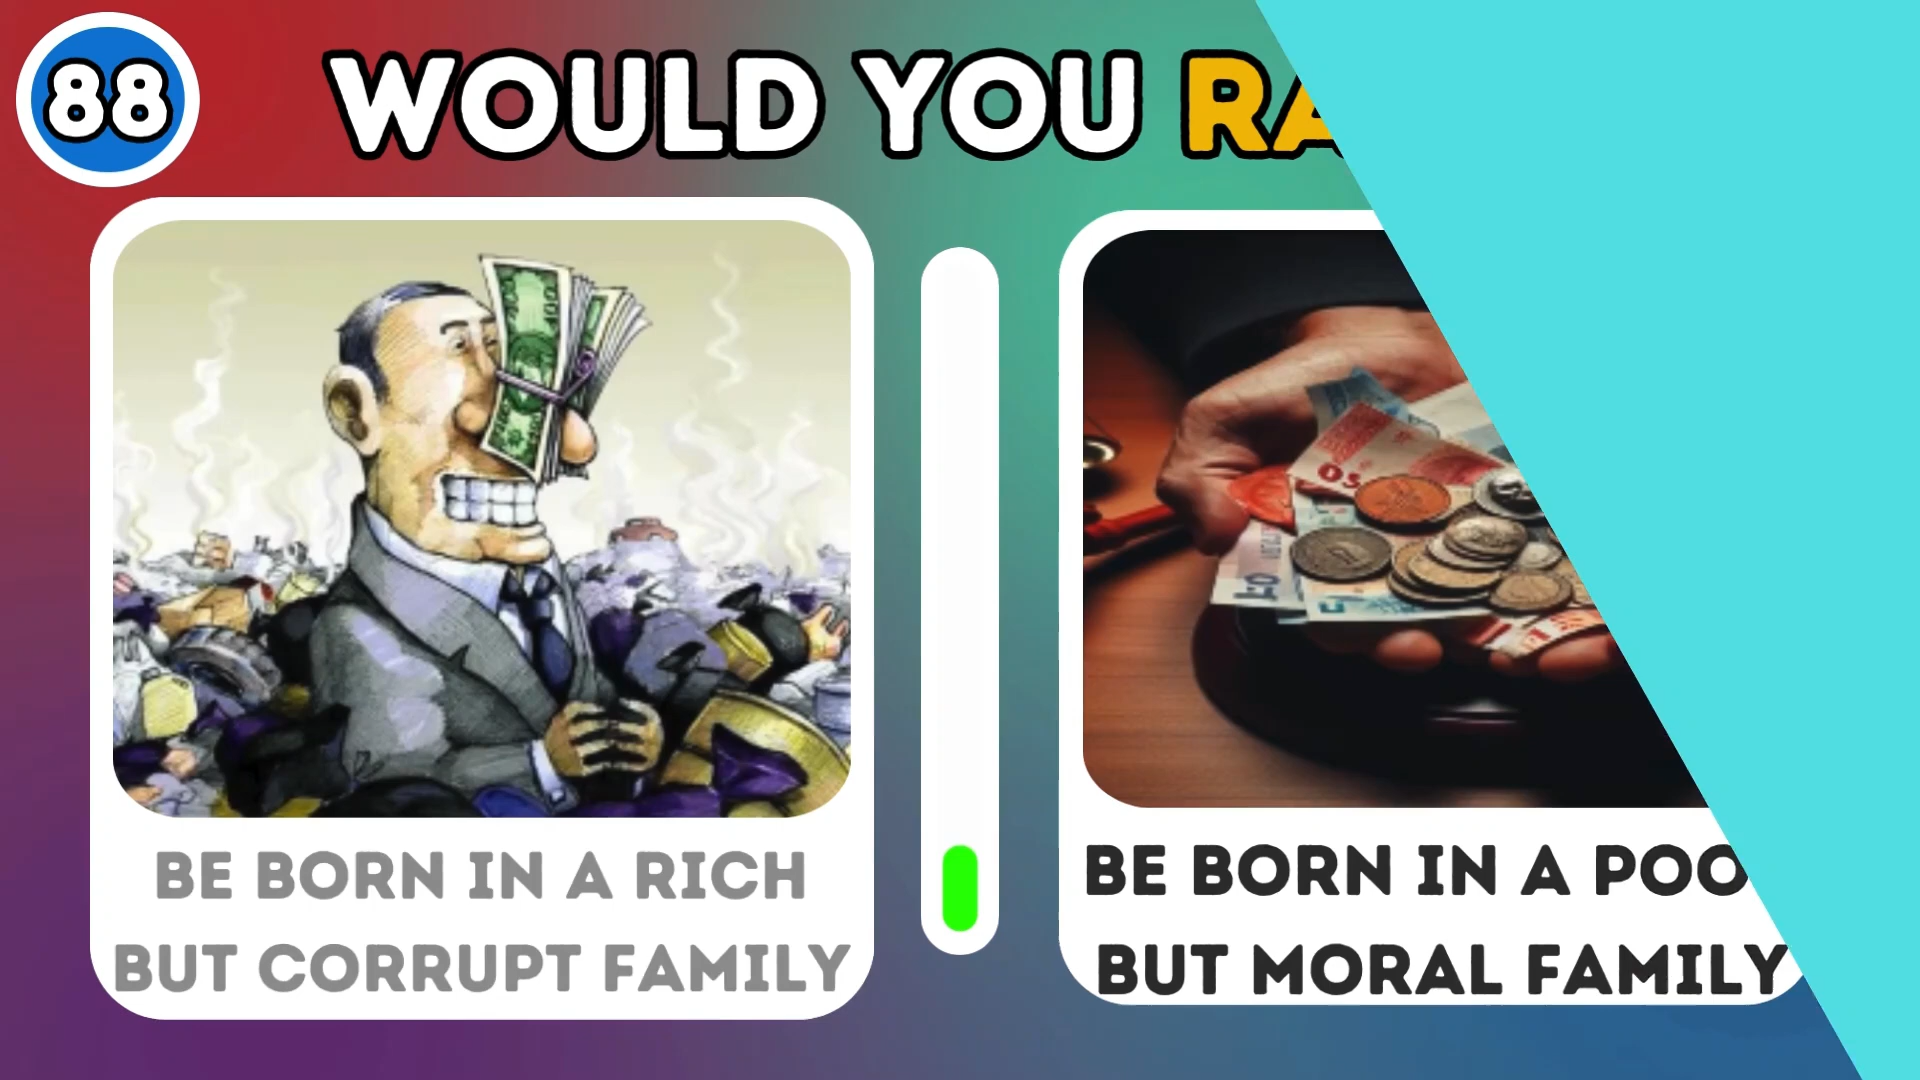 88
WOULD YOU RA
BE BORN IN A RICH
BUT CORRUPT FAMILY
BE BORN IN A POO
BUT MORAL FAMILY